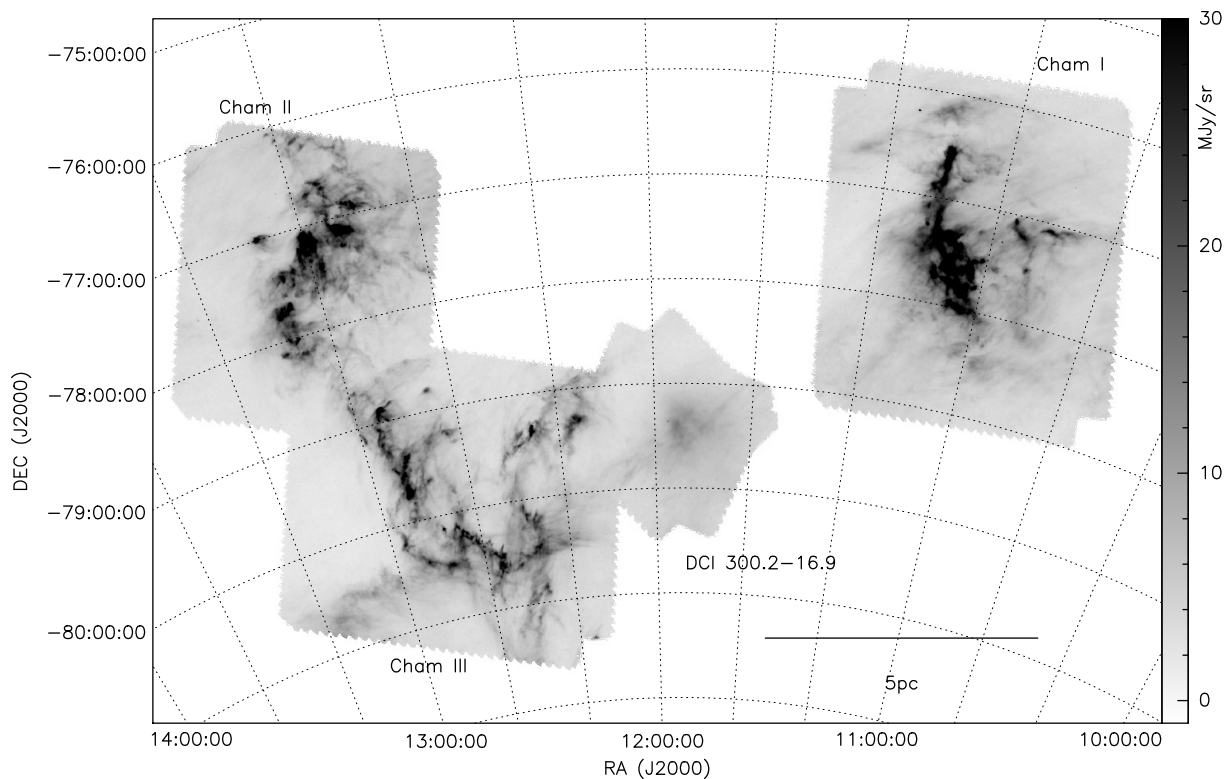 30
−75:00:00
Cham I
Cham II
MJy/sr
−76:00:00
20
−77:00:00
−78:00:00
DEC (J2000)
10
−79:00:00
DCI 300.2−16.9
−80:00:00
Cham III
5pc
0
14:00:00
13:00:00
12:00:00
11:00:00
10:00:00
RA (J2000)